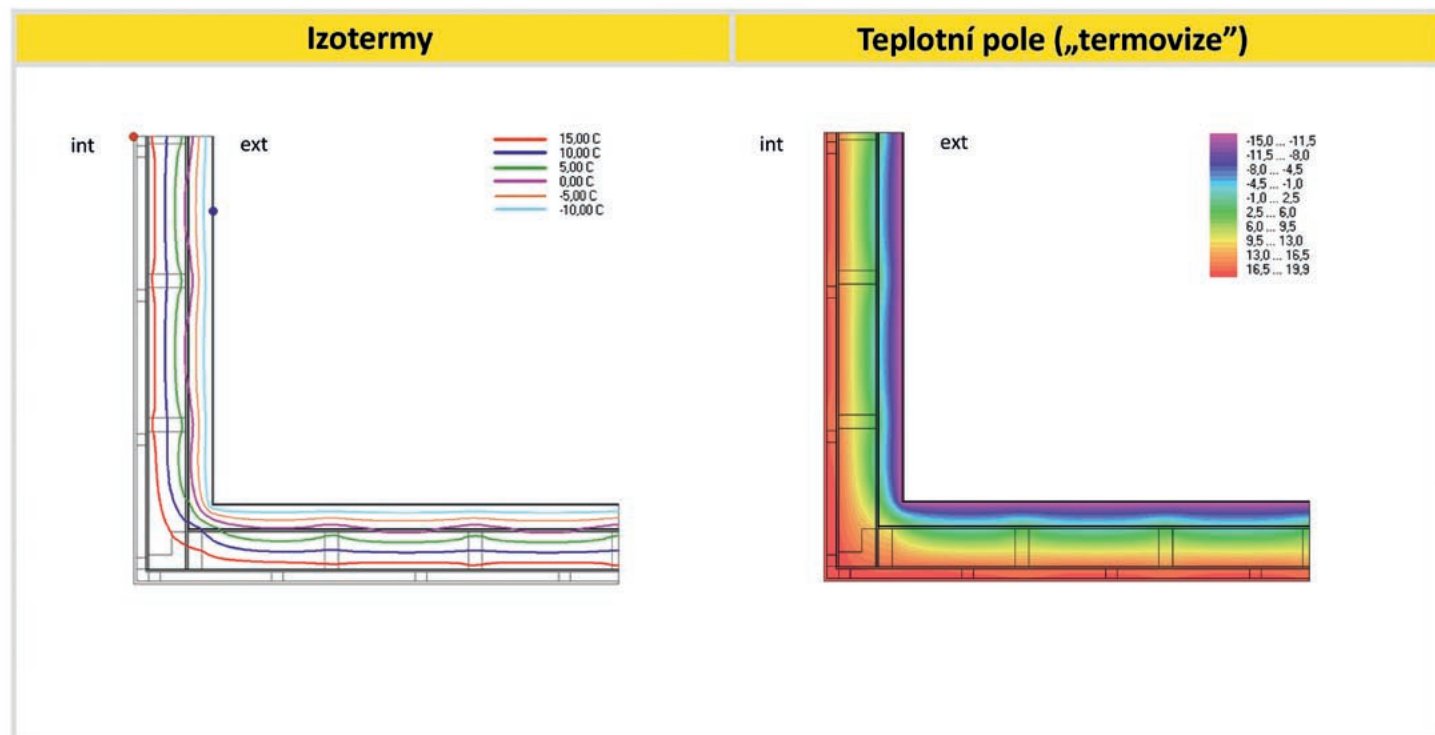 Izotermy
Teplotní pole („termovize”)
int
ext
15,00 C
10,00 C
5,00 C
0,00 C
-5,00 C
-10,00 C
int
ext
-15,0 ... -11,5
-11,5 ... -8,0
-8,0 ... -4,5
-4,5 ... -1,0
-1,0 ... 2,5
2,5 ... 6,0
6,0 ... 9,5
9,5 ... 13,0
13,0 ... 16,5
16,5 ... 19,9